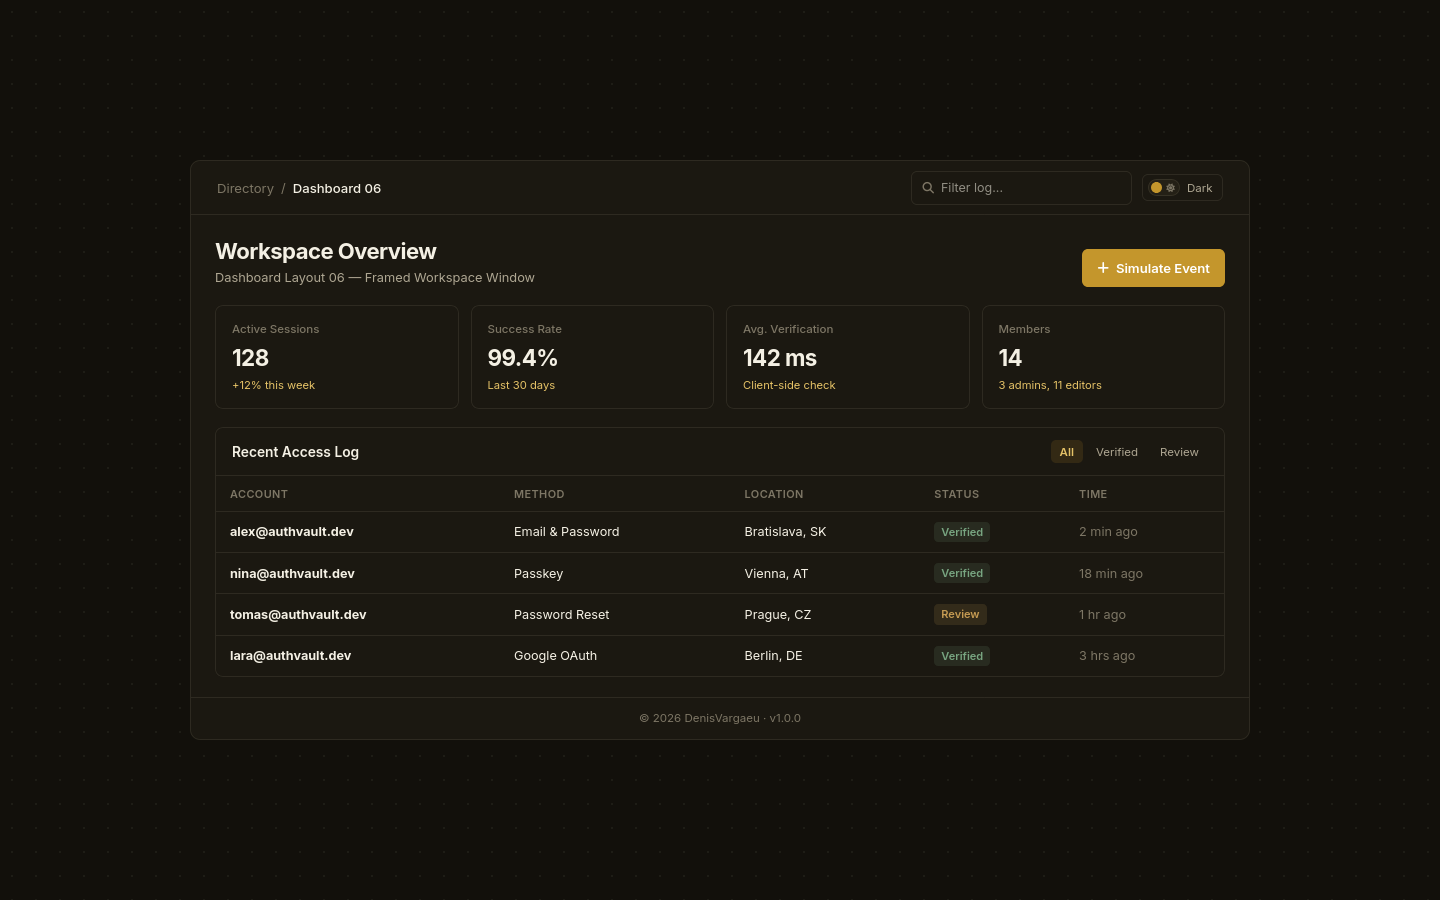 Directory / Dashboard 06
Filter log...
Dark
Workspace Overview
Dashboard Layout 06 — Framed Workspace Window
+ Simulate Event
Active Sessions
128
+12% this week
Success Rate
99.4%
Last 30 days
Avg. Verification
142 ms
Client-side check
Members
14
3 admins, 11 editors
Recent Access Log
All Verified Review
ACCOUNT METHOD LOCATION STATUS TIME
alex@authvault.dev Email & Password Bratislava, SK Verified 2 min ago
nina@authvault.dev Passkey Vienna, AT Verified 18 min ago
tomas@authvault.dev Password Reset Prague, CZ Review 1 hr ago
lara@authvault.dev Google OAuth Berlin, DE Verified 3 hrs ago
© 2026 DenisVargaeu · v1.0.0